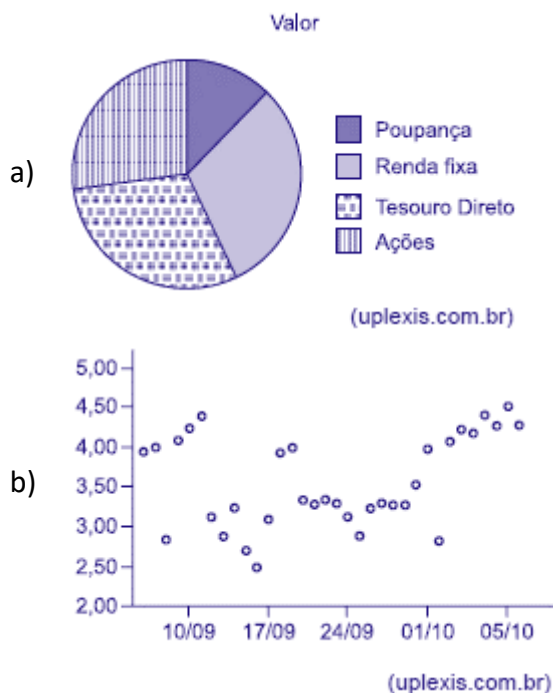 Valor
a)
Poupança
Renda fixa
Tesouro Direto
Ações
(uplexis.com.br)
b)
5,00
4,50
4,00
3,50
3,00
2,50
2,00
10/09 17/09 24/09 01/10 05/10
(uplexis.com.br)